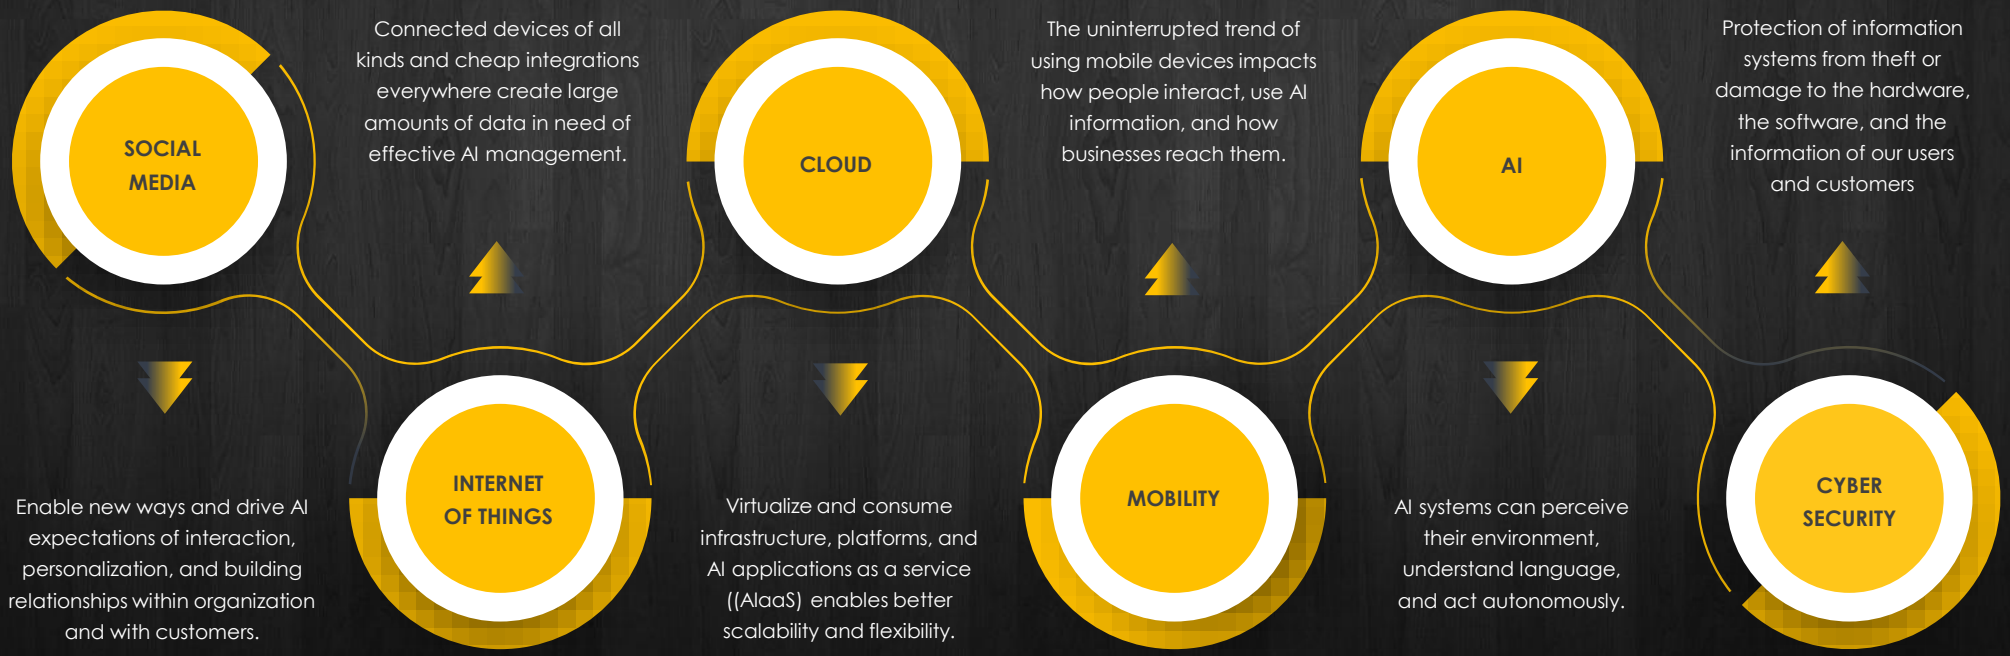 SOCIAL
MEDIA
Enable new ways and drive AI
expectations of interaction,
personalization, and building
relationships within organization
and with customers.
Connected devices of all
kinds and cheap integrations
everywhere create large
amounts of data in need of
effective AI management.
INTERNET
OF THINGS
CLOUD
Virtualize and consume
infrastructure, platforms, and
AI applications as a service
((AIaaS) enables better
scalability and flexibility.
The uninterrupted trend of
using mobile devices impacts
how people interact, use AI
information, and how
businesses reach them.
MOBILITY
AI
AI systems can perceive
their environment,
understand language,
and act autonomously.
Protection of information
systems from theft or
damage to the hardware,
the software, and the
information of our users
and customers
CYBER
SECURITY